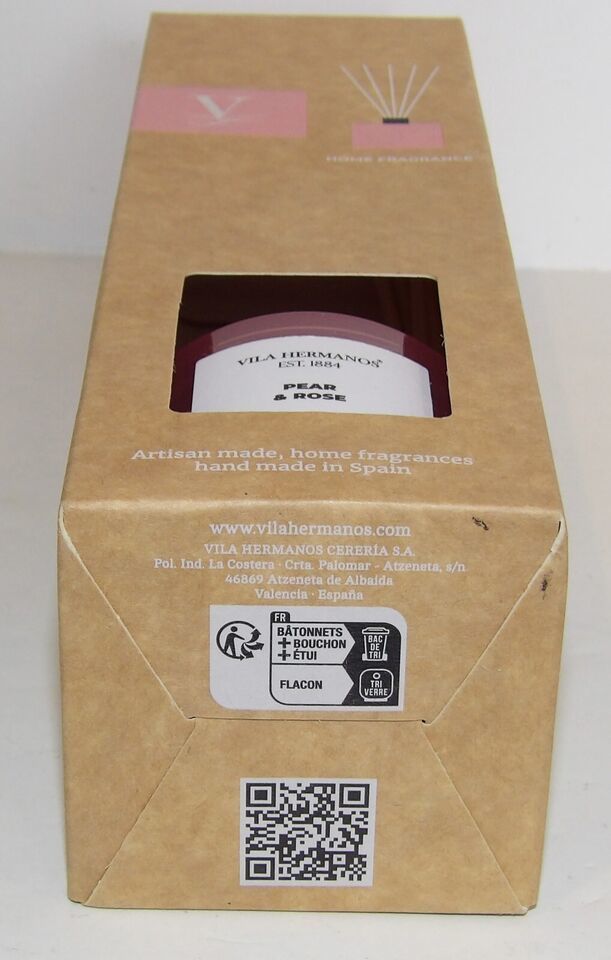 V
HOME FRAGRANCE
VILA HERMANOS®
EST. 1884
PEAR
& ROSE
Artisan made, home fragrances
hand made in Spain
www.vilahermanos.com
VILA HERMANOS CERERÍA S.A.
Pol. Ind. La Costera · Crta. Palomar - Atzeneta, s/n
46869 Atzeneta de Albaida
Valencia · España
FR
BÂTONNETS
+ BOUCHON
+ ÉTUI
BAC
DE
TRI
FLACON
TRI
VERRE